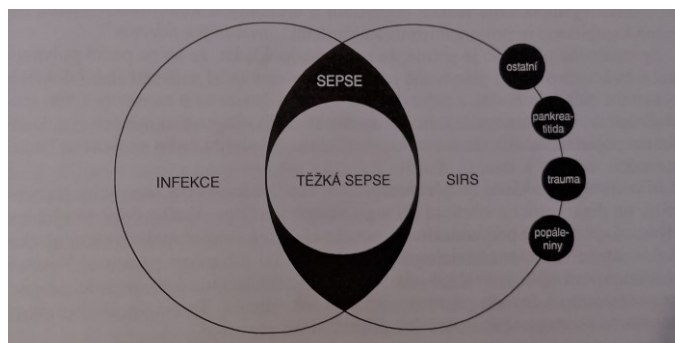 SEPSE
INFEKCE
TĚŽKÁ SEPSE
SIRS
ostatní
pankrea-
titida
trauma
popále-
niny